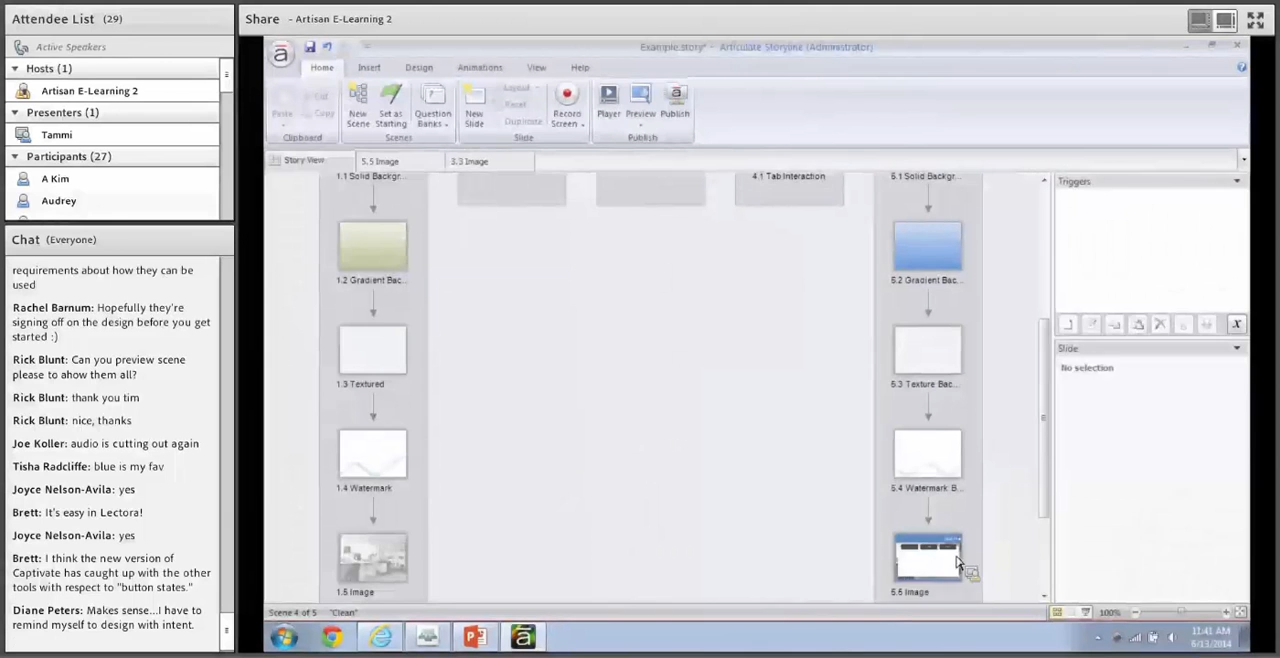 Attendee List (29)
Active Speakers
Hosts (1)
Artisan E-Learning 2
Presenters (1)
Tammi
Participants (27)
A Kim
Audrey
Chat (Everyone)
requirements about how they can be
used
Rachel Barnum: Hopefully they're
signing off on the design before you get
started :)
Rick Blunt: Can you preview scene
please to ahow them all?
Rick Blunt: thank you tim
Rick Blunt: nice, thanks
Joe Koller: audio is cutting out again
Tisha Radcliffe: blue is my fav
Joyce Nelson-Avila: yes
Brett: It's easy in Lectora!
Joyce Nelson-Avila: yes
Brett: I think the new version of
Captivate has caught up with the other
tools with respect to "button states."
Diane Peters: Makes sense...I have to
remind myself to design with intent.
Share - Artisan E-Learning 2
Example.story* - Articulate Storyline (Administrator)
Home Insert Design Animations View Help
Paste Cut Copy
Clipboard
New Scene Set as Starting Question Banks
Scenes
New Slide Layout Reset Duplicate Record Screen
Slide
Player Preview Publish
Publish
Story View 5.5 Image 3.3 Image
1.1 Solid Backgr...
4.1 Tab Interaction
5.1 Solid Backgr...
1.2 Gradient Bac...
5.2 Gradient Bac...
1.3 Textured
5.3 Texture Bac...
1.4 Watermark
5.4 Watermark B...
1.5 Image
5.5 Image
Triggers
Slide
No selection
Scene 4 of 5 "Clean"
100%
11:41 AM
6/13/2014